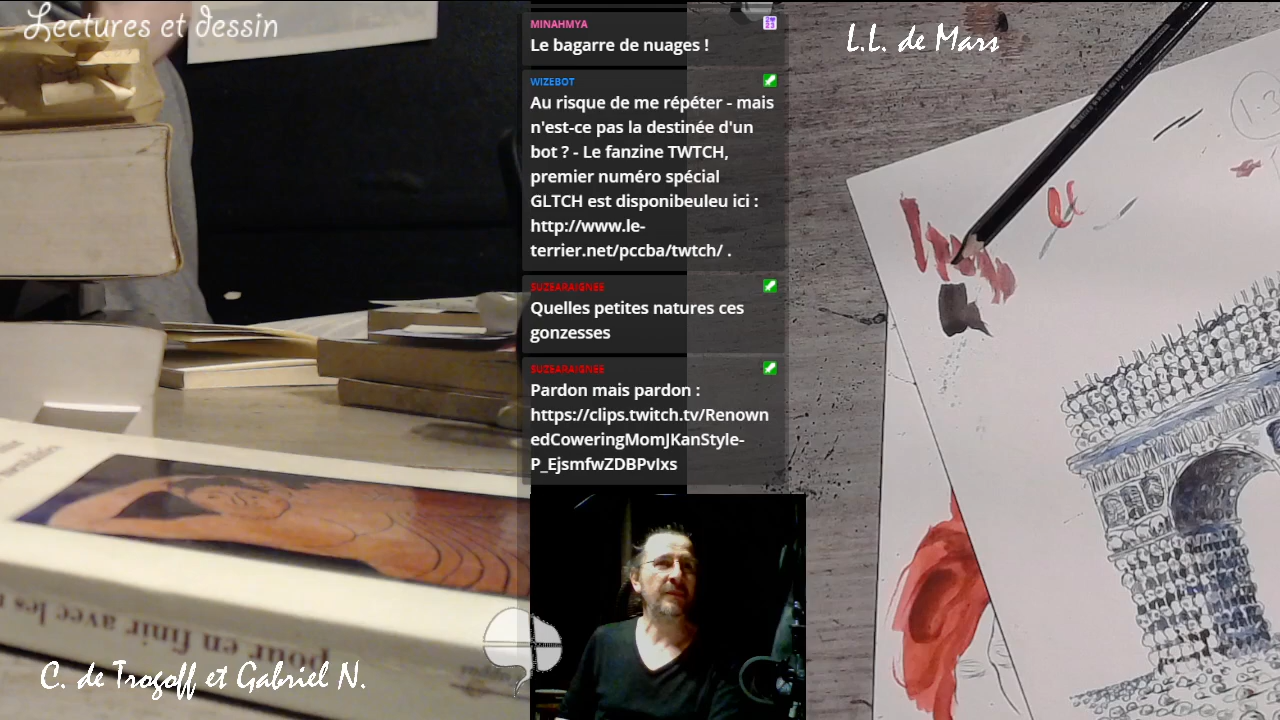 Lectures et dessin
L.L. de Mars
MINAHMYA
Le bagarre de nuages !
WIZEBOT
Au risque de me répéter - mais
n'est-ce pas la destinée d'un
bot ? - Le fanzine TWTCH,
premier numéro spécial
GLTCH est disponibeuleu ici :
http://www.le-
terrier.net/pccba/twtch/ .
SUZEARAIGNEE
Quelles petites natures ces
gonzesses
SUZEARAIGNEE
Pardon mais pardon :
https://clips.twitch.tv/Renown
edCoweringMomJKanStyle-
P_EjsmfwZDBPvIxs
pour en finir avec les
C. de Trogoff et Gabriel N.